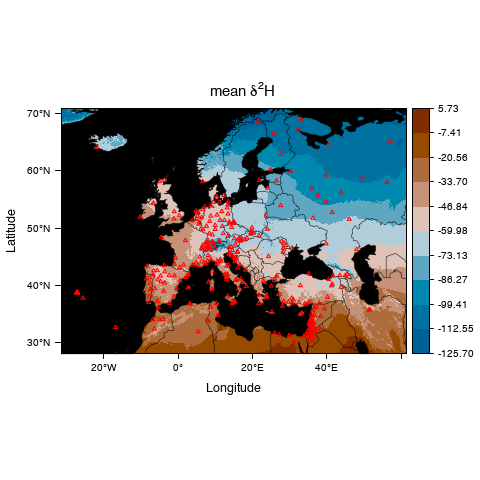 mean δ²H
70°N
60°N
50°N
40°N
30°N
Latitude
20°W
0°
20°E
40°E
Longitude
5.73
-7.41
-20.56
-33.70
-46.84
-59.98
-73.13
-86.27
-99.41
-112.55
-125.70